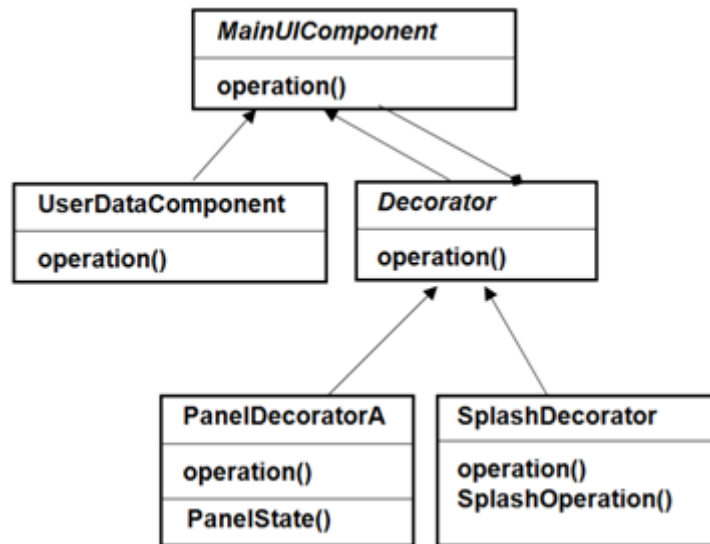 MainUIComponent
operation()
UserDataComponent
operation()
Decorator
operation()
PanelDecoratorA
operation()
PanelState()
SplashDecorator
operation()
SplashOperation()